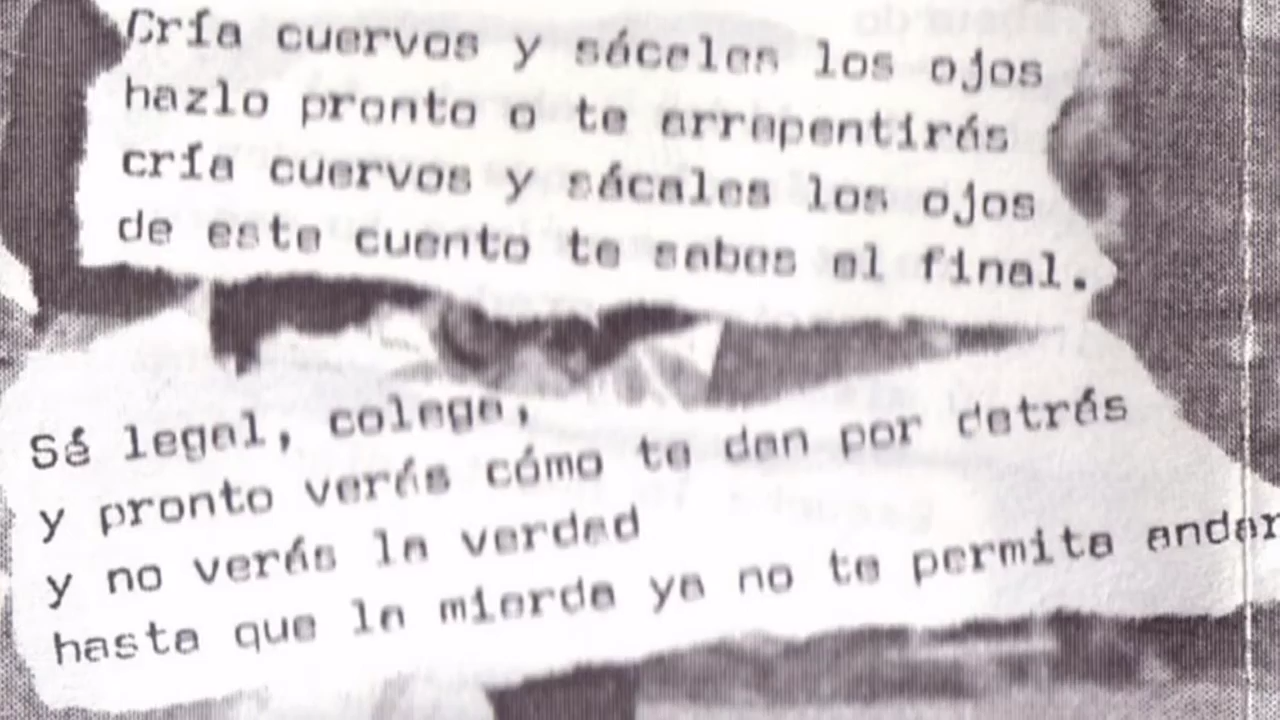 Cría cuervos y sácales los ojos
hazlo pronto o te arrepentirás
cría cuervos y sácales los ojos
de este cuento te sabes el final.
Sé legal, colega,
y pronto verás cómo te dan por detrás
y no verás la verdad
hasta que la mierda ya no te permita andar